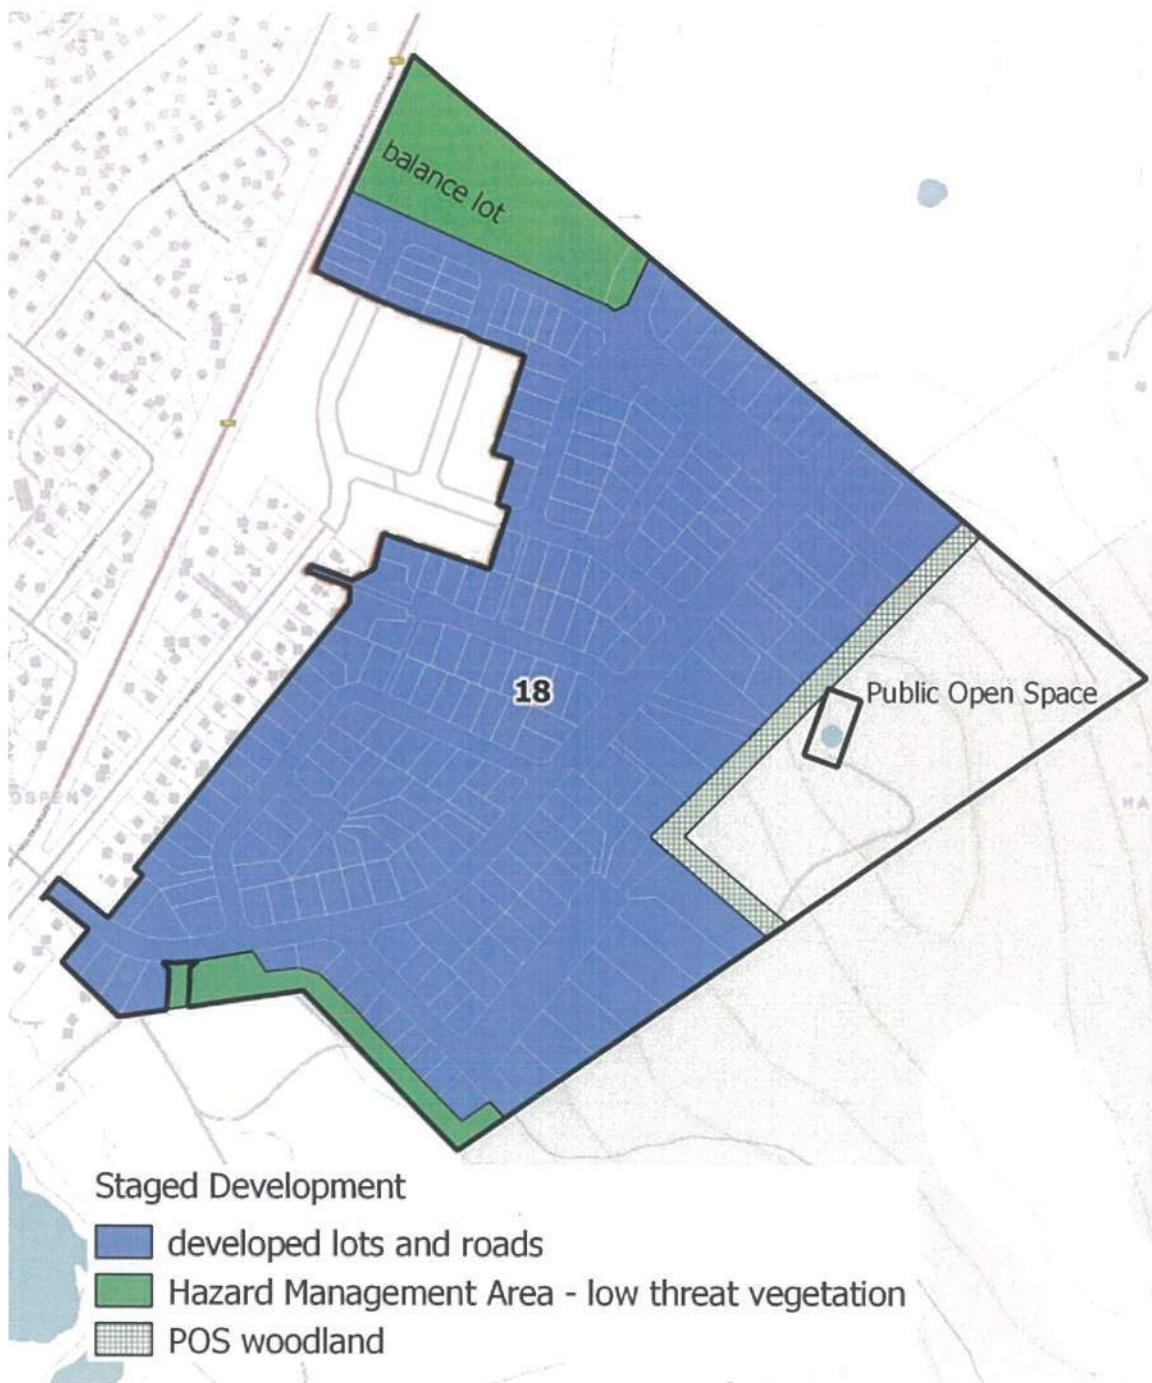 balance lot
18
Public Open Space
Staged Development
developed lots and roads
Hazard Management Area - low threat vegetation
POS woodland